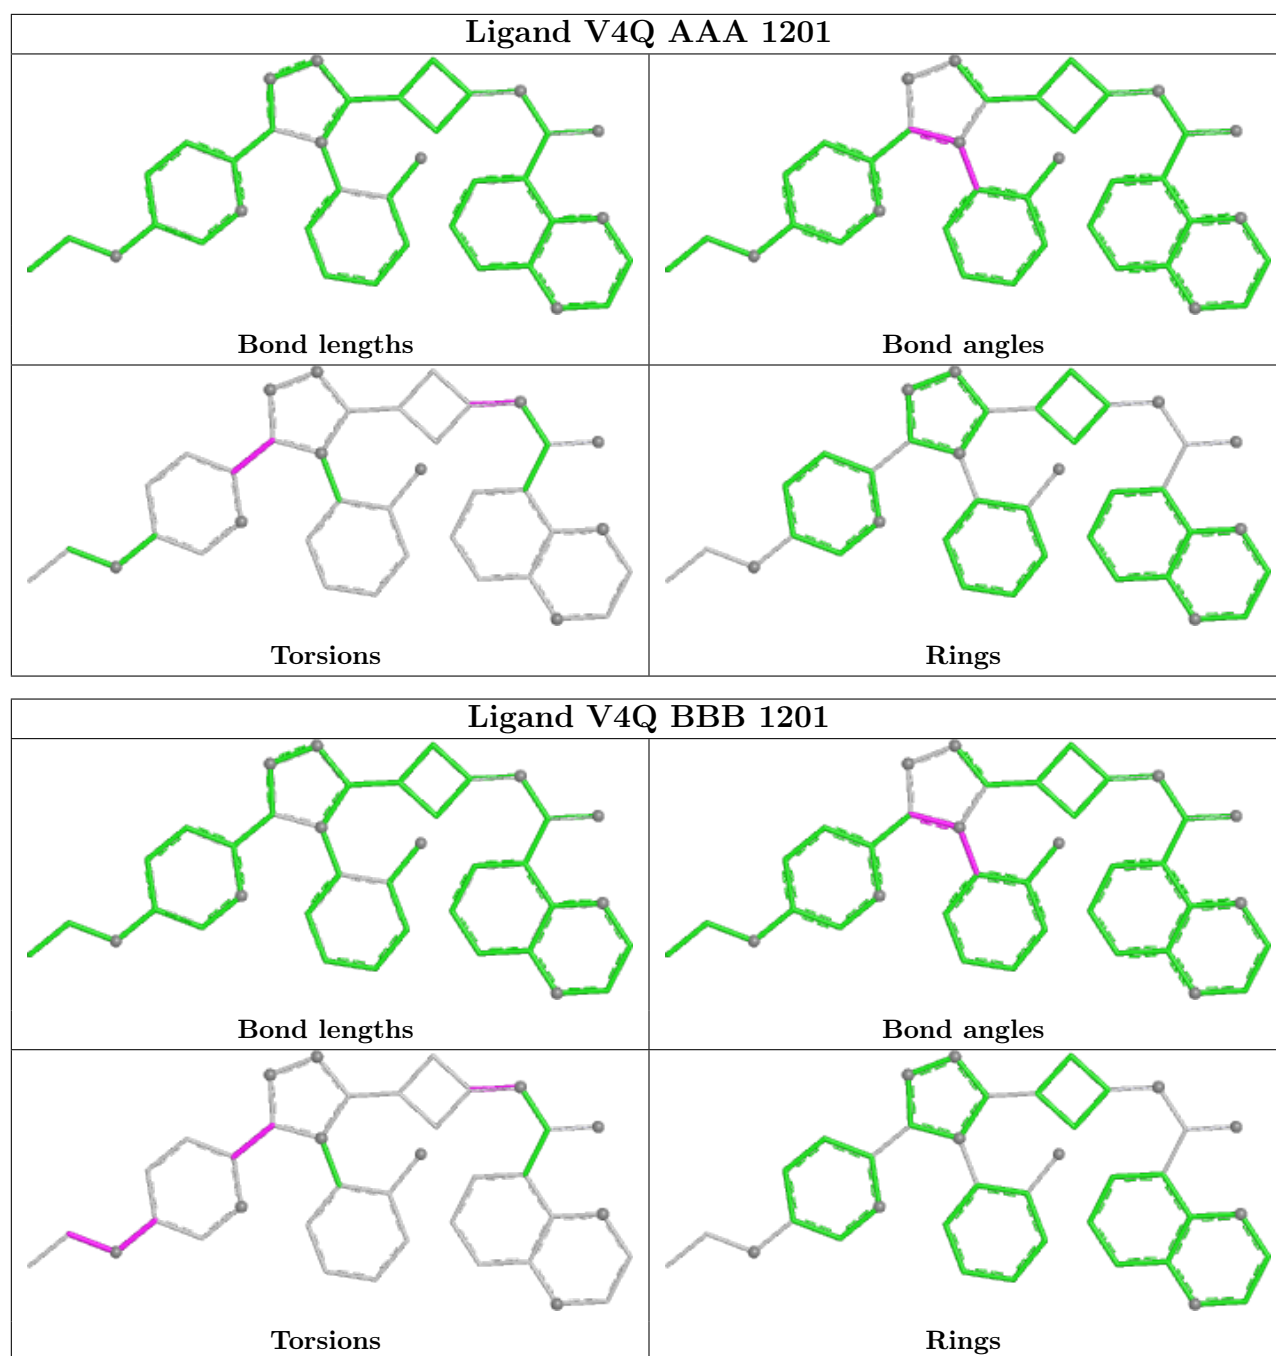 Ligand V4Q AAA 1201
Bond lengths
Bond angles
Torsions
Rings
Ligand V4Q BBB 1201
Bond lengths
Bond angles
Torsions
Rings